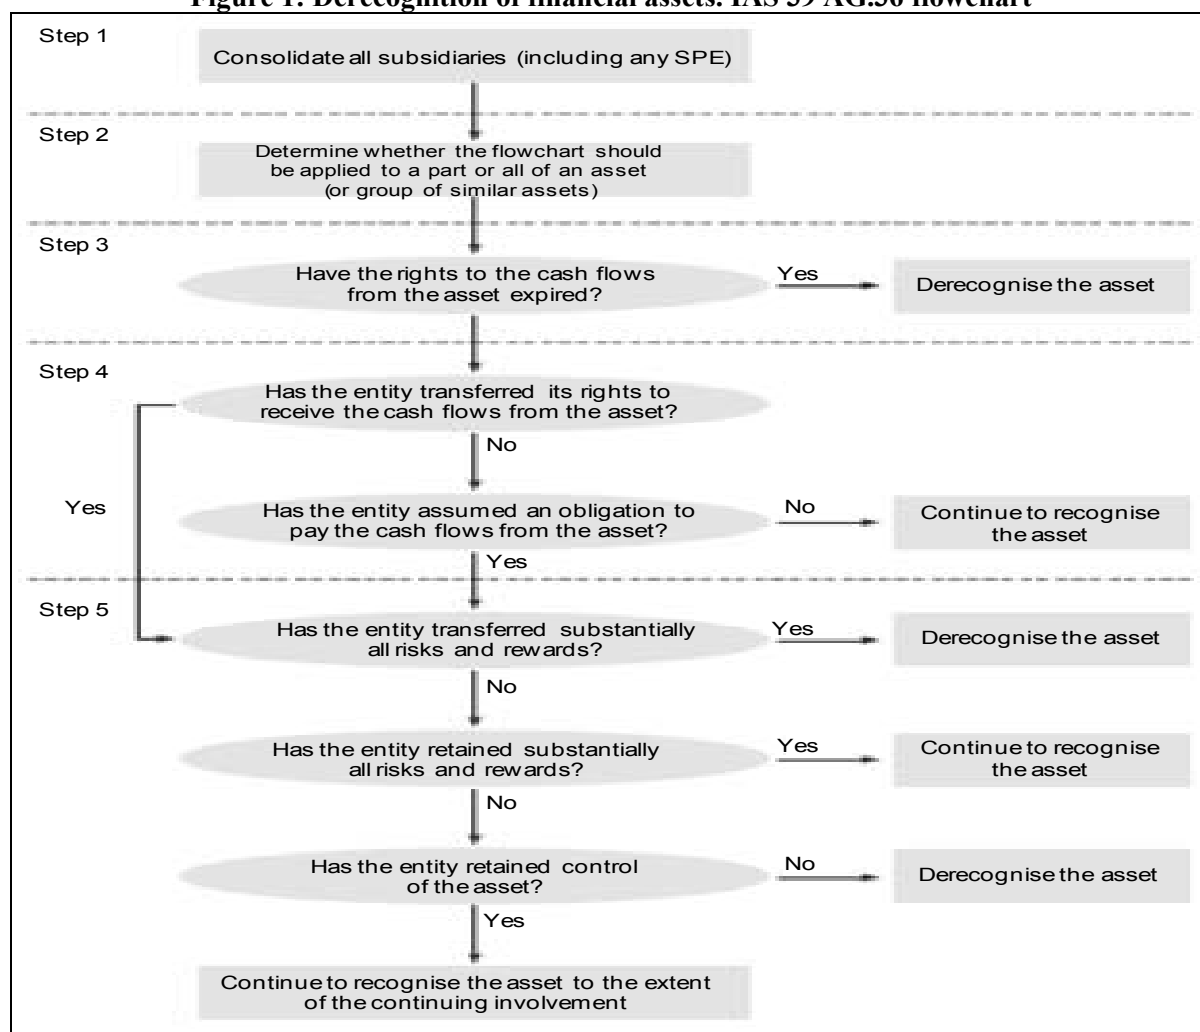 Figure 1: Derecognition of financial assets: IAS 39 AG.36 flowchart
Step 1
Consolidate all subsidiaries (including any SPE)
Step 2
Determine whether the flowchart should
be applied to a part or all of an asset
(or group of similar assets)
Step 3
Have the rights to the cash flows
from the asset expired?
Yes
Derecognise the asset
Step 4
Has the entity transferred its rights to
receive the cash flows from the asset?
No
Yes
Has the entity assumed an obligation to
pay the cash flows from the asset?
No
Continue to recognise
the asset
Yes
Step 5
Has the entity transferred substantially
all risks and rewards?
Yes
Derecognise the asset
No
Has the entity retained substantially
all risks and rewards?
Yes
Continue to recognise
the asset
No
Has the entity retained control
of the asset?
No
Derecognise the asset
Yes
Continue to recognise the asset to the extent
of the continuing involvement